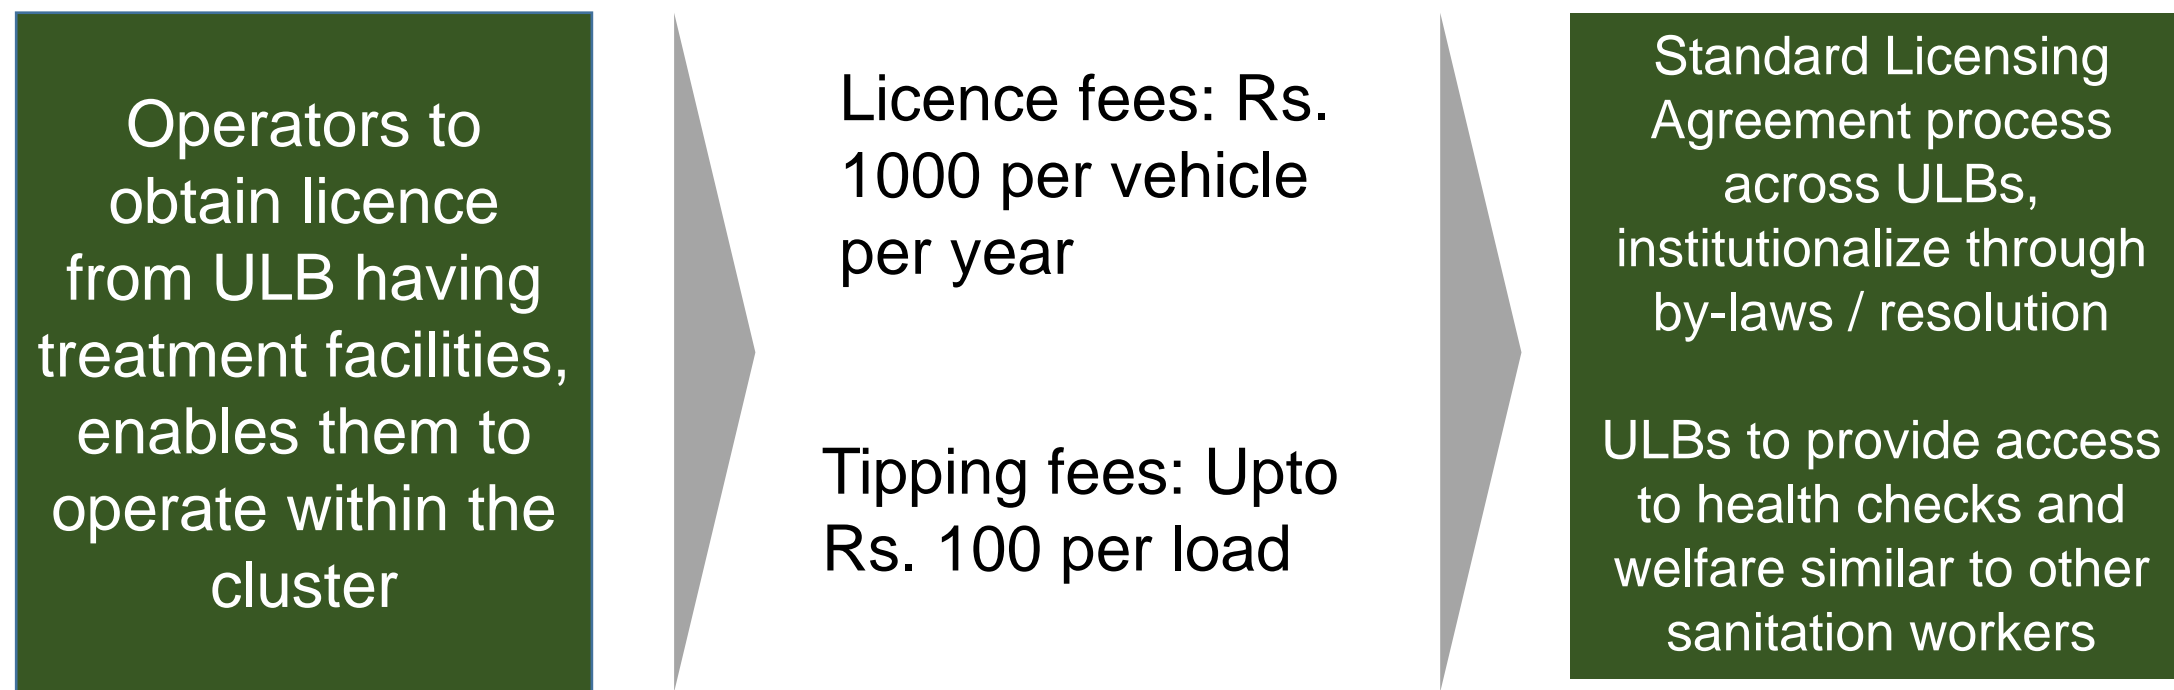 Operators to
obtain licence
from ULB having
treatment facilities,
enables them to
operate within the
cluster
Licence fees: Rs.
1000 per vehicle
per year
Tipping fees: Upto
Rs. 100 per load
Standard Licensing
Agreement process
across ULBs,
institutionalize through
by-laws / resolution
ULBs to provide access
to health checks and
welfare similar to other
sanitation workers